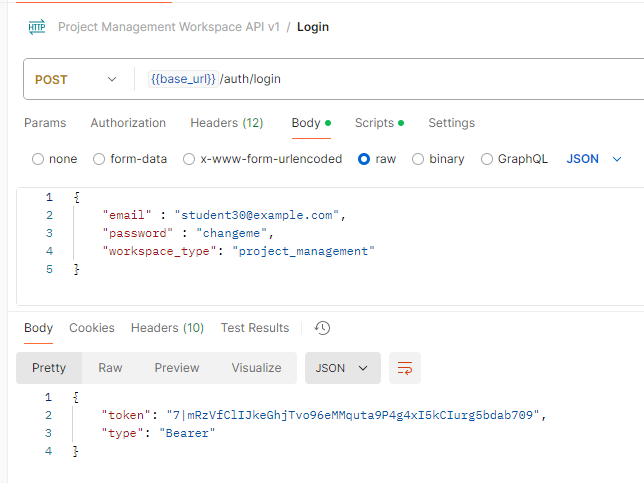 HTTP Project Management Workspace API v1 / Login
POST {{base_url}} /auth/login
Params Authorization Headers (12) Body Scripts Settings
none form-data x-www-form-urlencoded raw binary GraphQL JSON
1 {
2 "email" : "student30@example.com",
3 "password" : "changeme",
4 "workspace_type": "project_management"
5 }
Body Cookies Headers (10) Test Results
Pretty Raw Preview Visualize JSON
1 {
2 "token": "7|mRzVfClIJkeGhjTvo96eMMquta9P4g4xI5kCIurg5bdab709",
3 "type": "Bearer"
4 }